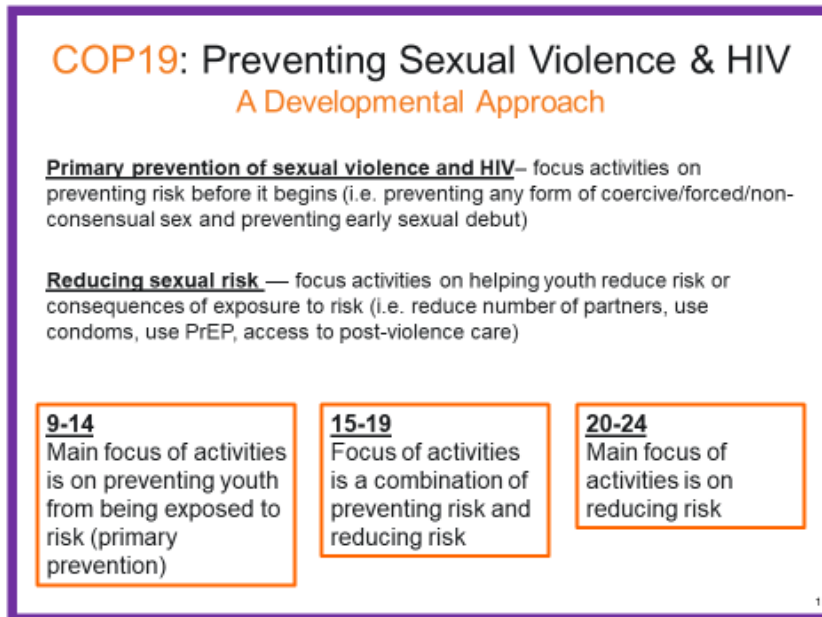 COP19: Preventing Sexual Violence & HIV
A Developmental Approach
Primary prevention of sexual violence and HIV– focus activities on
preventing risk before it begins (i.e. preventing any form of coercive/forced/non-
consensual sex and preventing early sexual debut)
Reducing sexual risk — focus activities on helping youth reduce risk or
consequences of exposure to risk (i.e. reduce number of partners, use
condoms, use PrEP, access to post-violence care)
9-14
Main focus of activities
is on preventing youth
from being exposed to
risk (primary
prevention)
15-19
Focus of activities
is a combination of
preventing risk and
reducing risk
20-24
Main focus of
activities is on
reducing risk
1